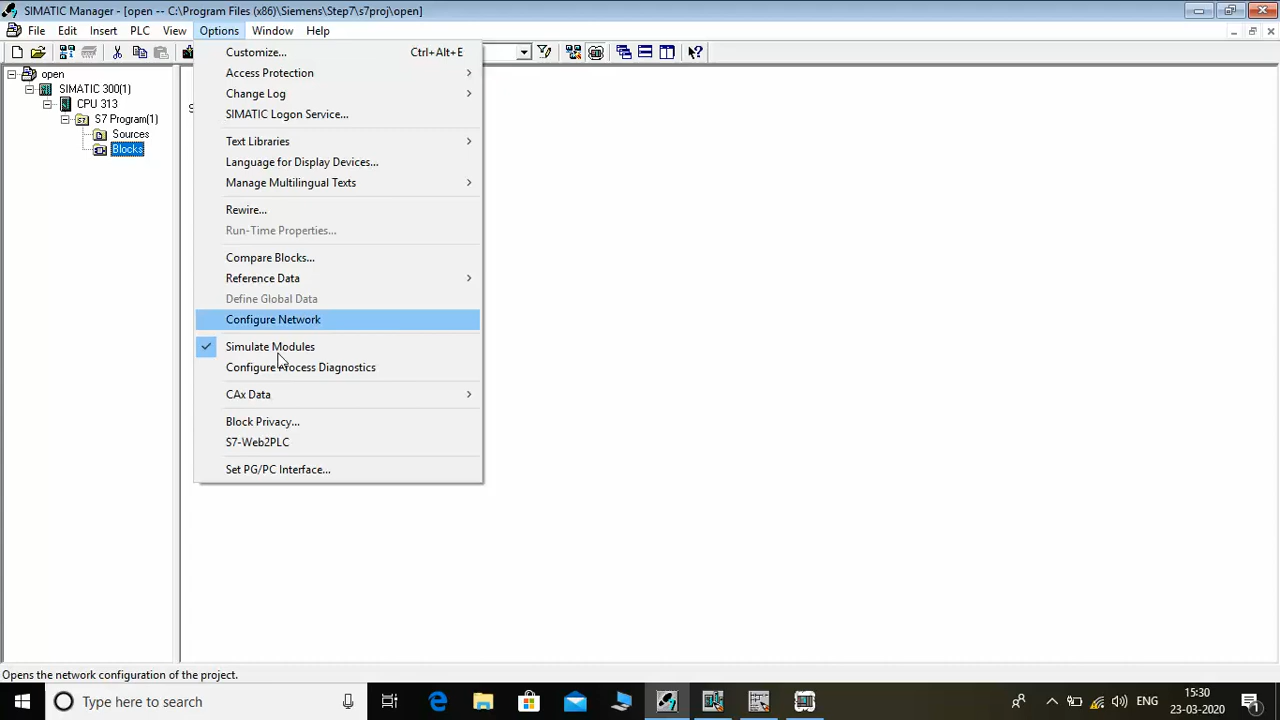 SIMATIC Manager - [open -- C:\Program Files (x86)\Siemens\Step7\s7proj\open]
File Edit Insert PLC View Options Window Help
Customize... Ctrl+Alt+E
Access Protection
Change Log
SIMATIC Logon Service...
Text Libraries
Language for Display Devices...
Manage Multilingual Texts
Rewire...
Run-Time Properties...
Compare Blocks...
Reference Data
Define Global Data
Configure Network
Simulate Modules
Configure Process Diagnostics
CAx Data
Block Privacy...
S7-Web2PLC
Set PG/PC Interface...
open
SIMATIC 300(1)
CPU 313
S7 Program(1)
Sources
Blocks
Opens the network configuration of the project.
Type here to search
ENG
15:30
23-03-2020
1